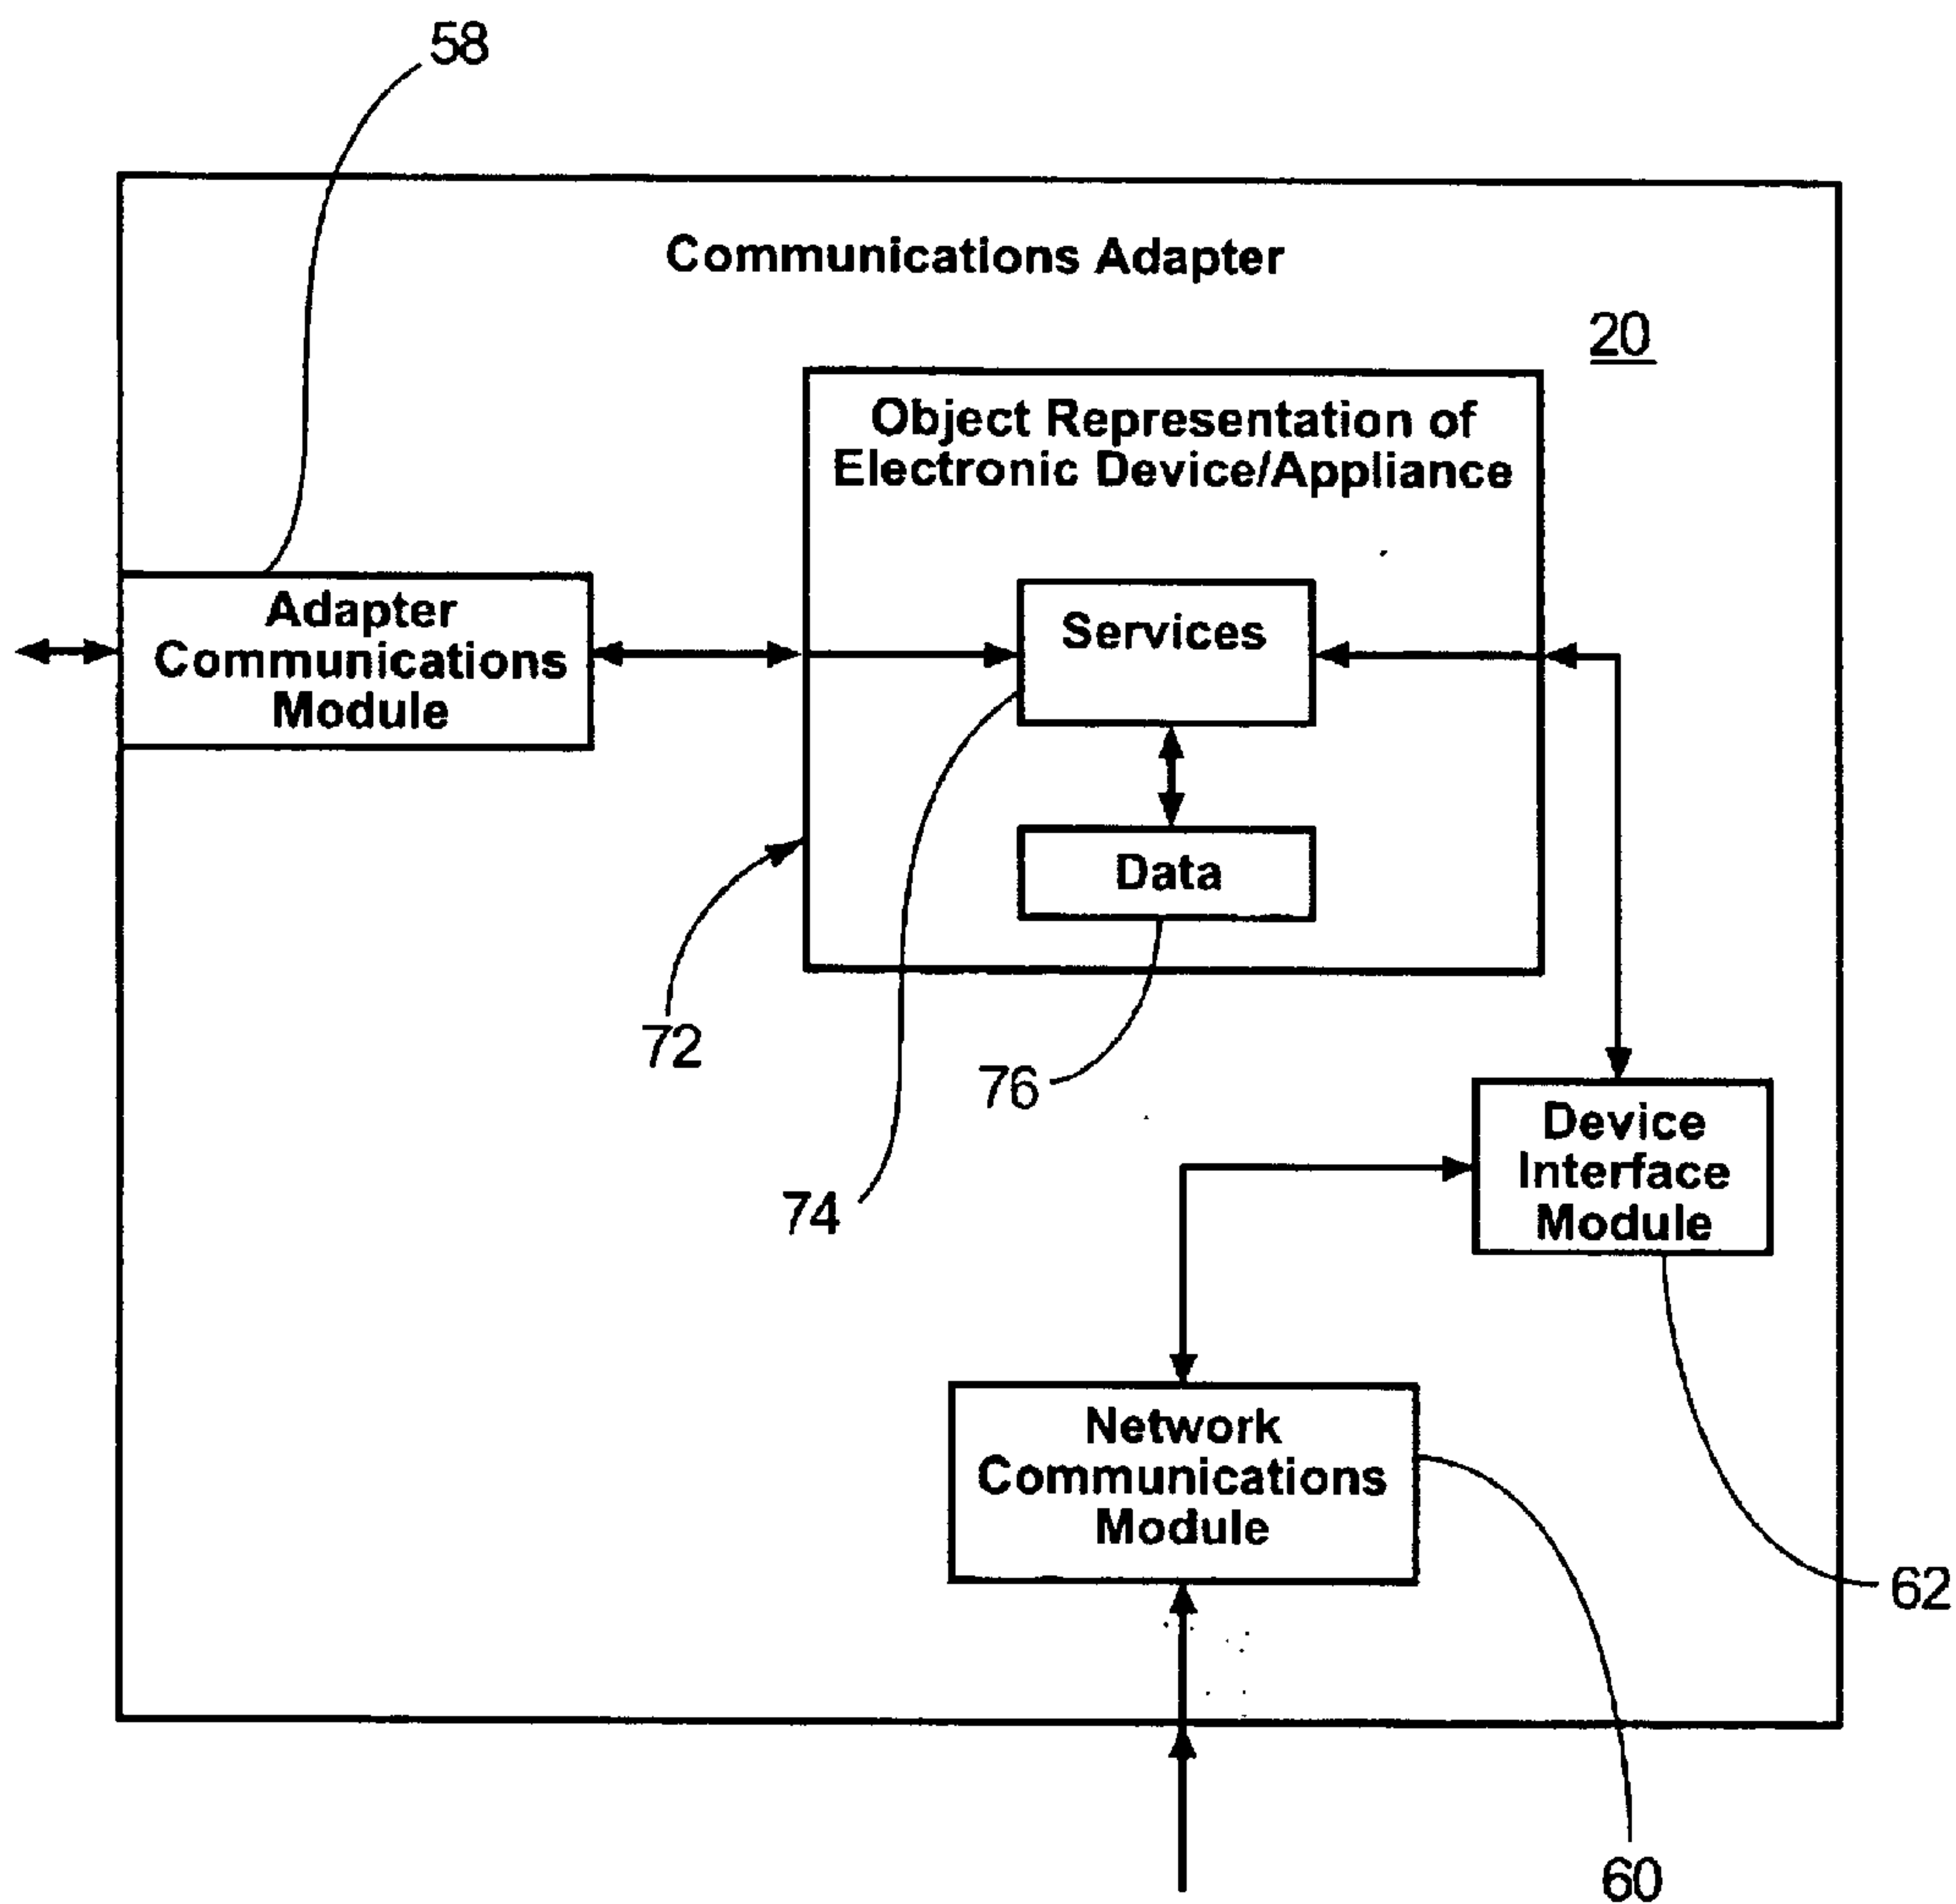 58
Communications Adapter
20
Object Representation of
Electronic Device/Appliance
Adapter
Communications
Module
Services
Data
72
76
74
Device
Interface
Module
Network
Communications
Module
62
60